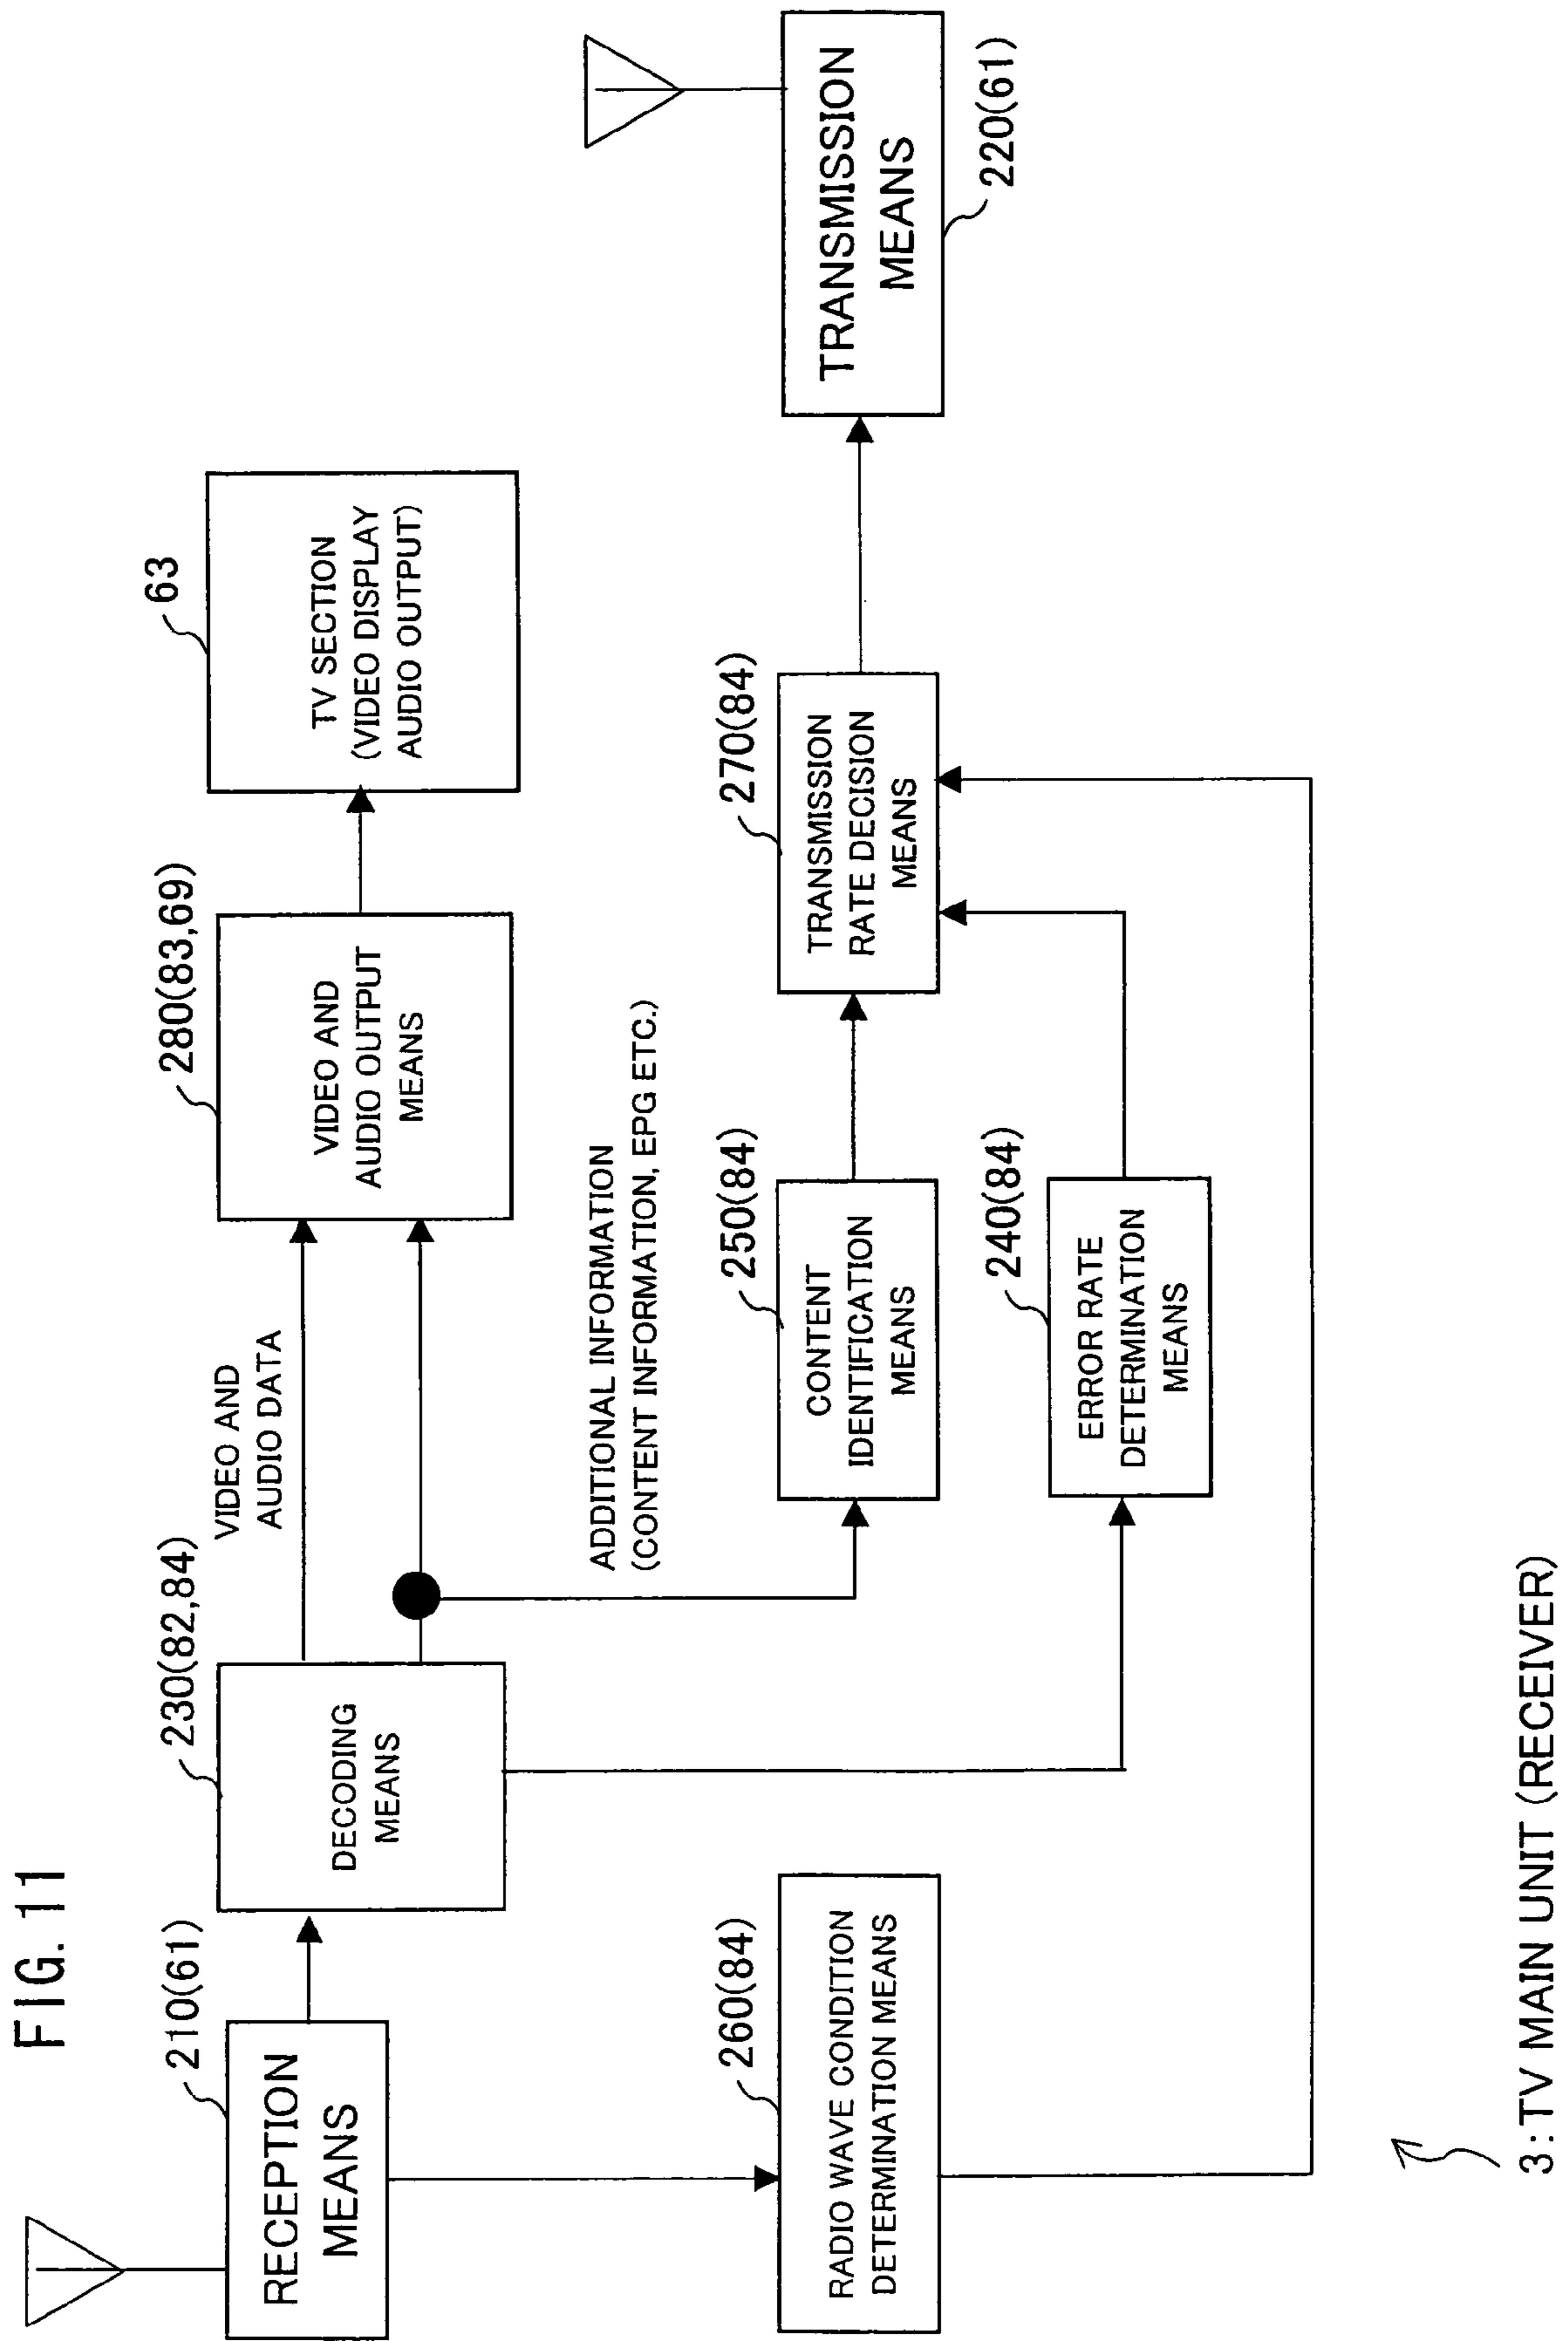 FIG. 11
210(61)
RECEPTION
MEANS
230(82,84)
DECODING
MEANS
VIDEO AND
AUDIO DATA
280(83,69)
VIDEO AND
AUDIO OUTPUT
MEANS
63
TV SECTION
(VIDEO DISPLAY
AUDIO OUTPUT)
ADDITIONAL INFORMATION
(CONTENT INFORMATION, EPG ETC.)
260(84)
RADIO WAVE CONDITION
DETERMINATION MEANS
250(84)
CONTENT
IDENTIFICATION
MEANS
270(84)
TRANSMISSION
RATE DECISION
MEANS
TRANSMISSION
MEANS
220(61)
240(84)
ERROR RATE
DETERMINATION
MEANS
3:TV MAIN UNIT (RECEIVER)